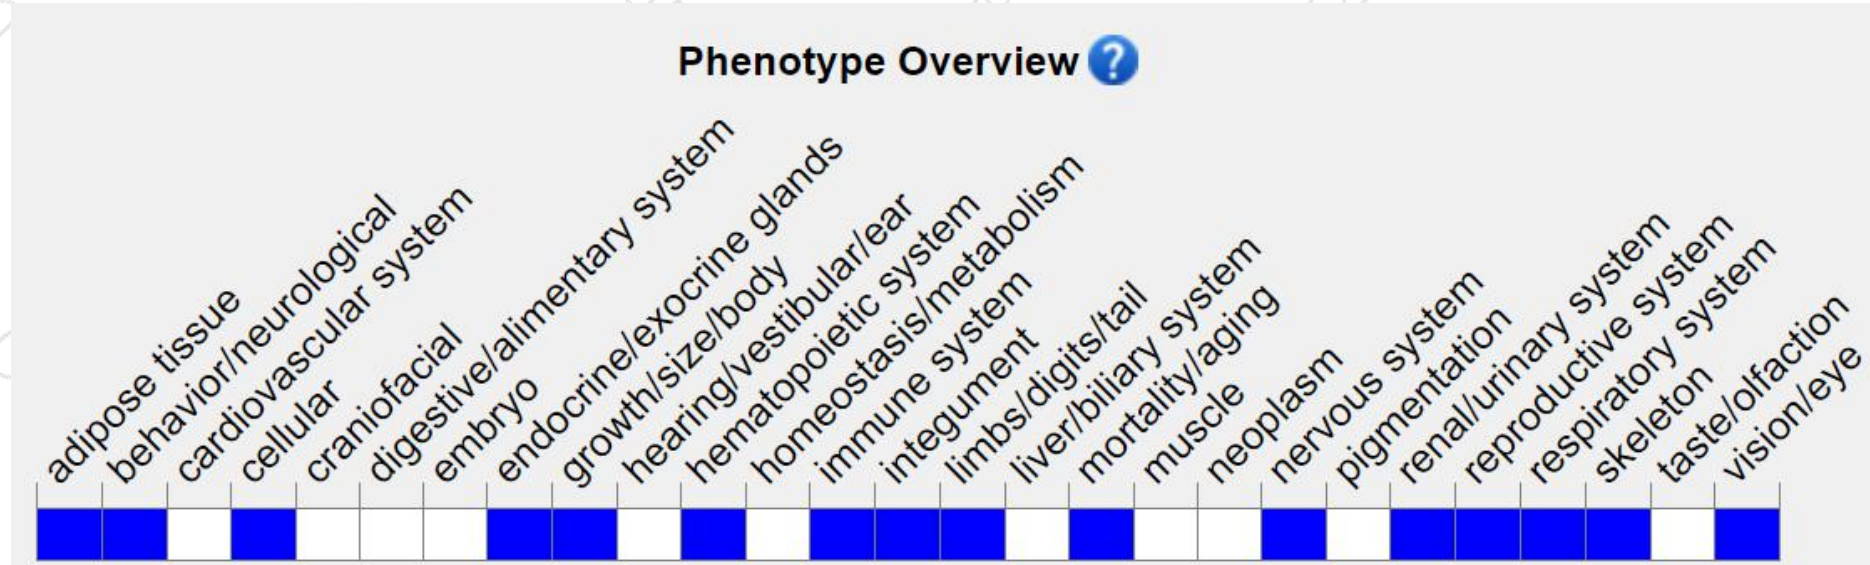 Phenotype Overview ?
adipose tissue
behavior/neurological
cardiovascular system
cellular
craniofacial
digestive/alimentary system
embryo
endocrine/exocrine glands
growth/size/body
hearing/vestibular/ear
hematopoietic system
homeostasis/metabolism
immune system
integument
limbs/digits/tail
liver/biliary system
mortality/aging
muscle
neoplasm
nervous system
pigmentation
renal/urinary system
reproductive system
respiratory system
skeleton
taste/olfaction
vision/eye